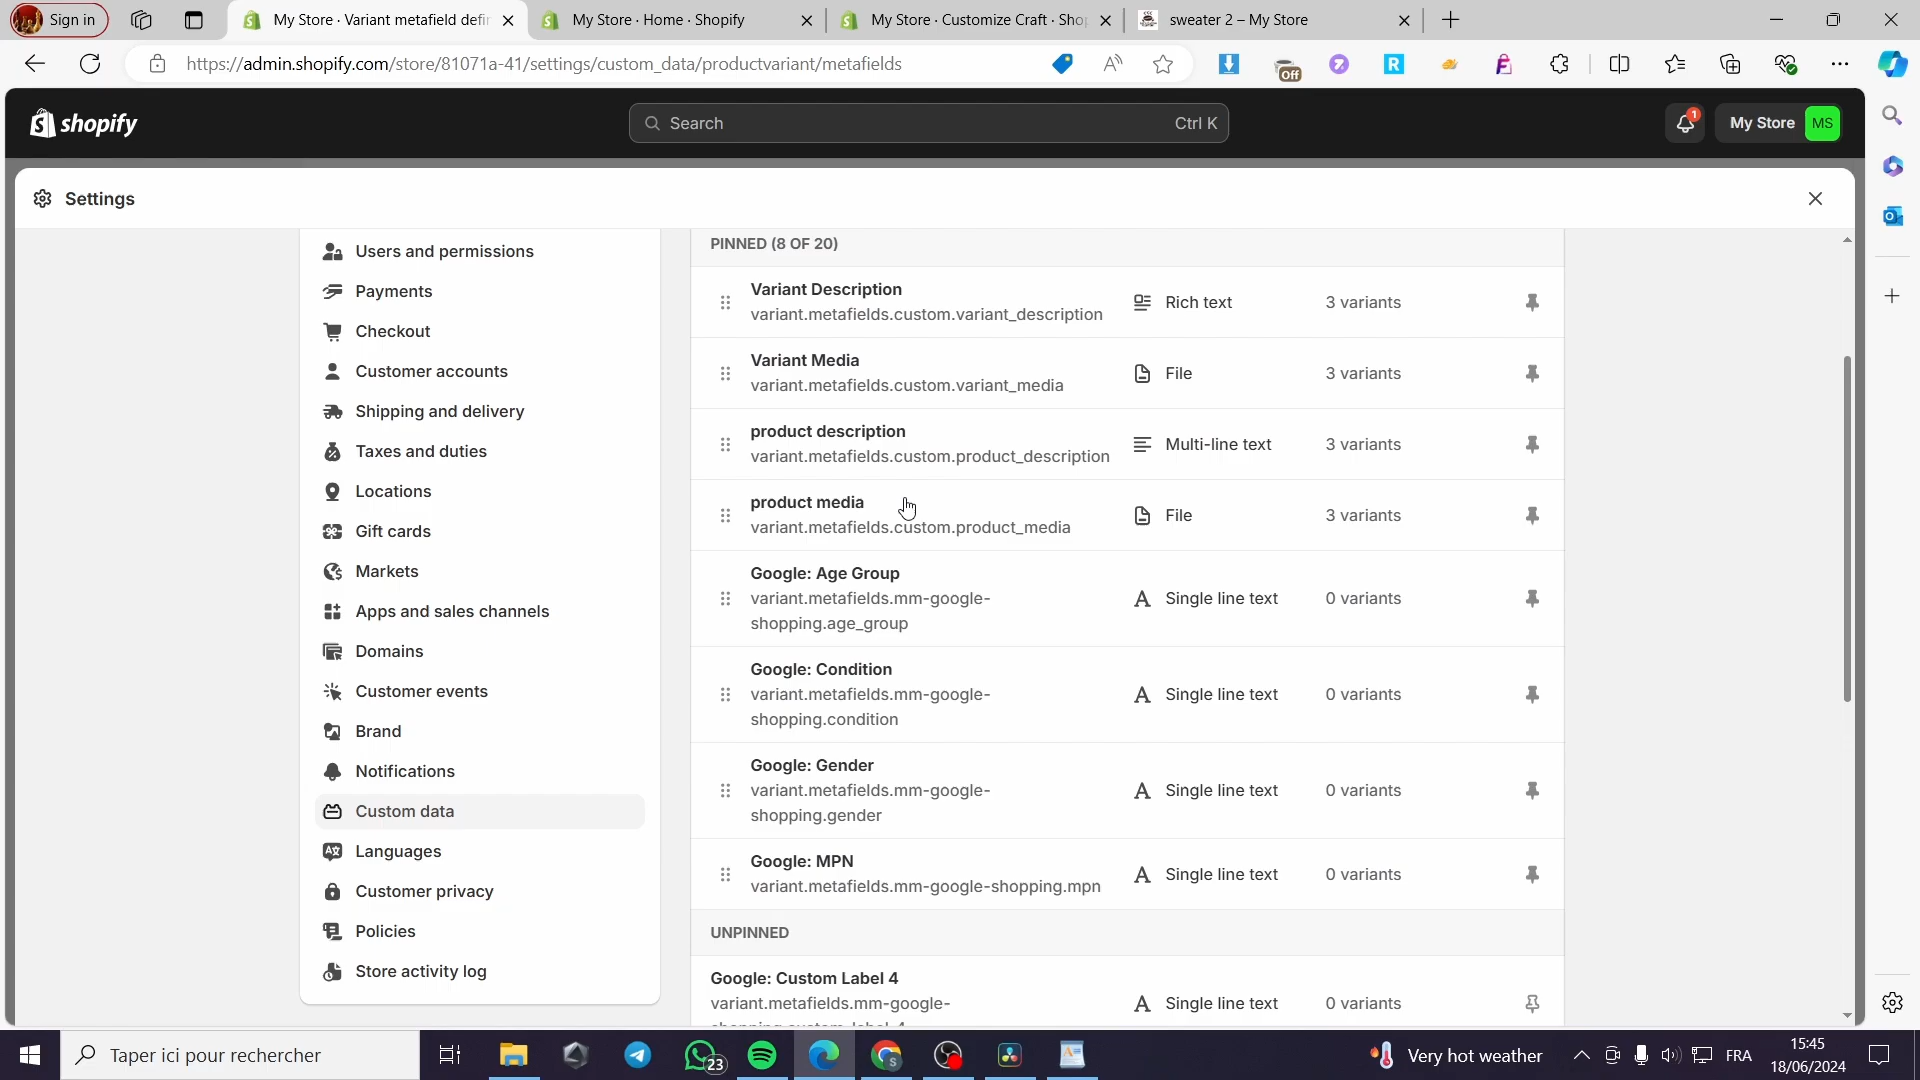 Sign in
My Store · Variant metafield defin
My Store · Home · Shopify
My Store · Customize Craft · Sho
sweater 2 – My Store
https://admin.shopify.com/store/81071a-41/settings/custom_data/productvariant/metafields
Off
shopify
Search
Ctrl K
1
My Store
MS
Settings
Users and permissions
Payments
Checkout
Customer accounts
Shipping and delivery
Taxes and duties
Locations
Gift cards
Markets
Apps and sales channels
Domains
Customer events
Brand
Notifications
Custom data
Languages
Customer privacy
Policies
Store activity log
PINNED (8 OF 20)
Variant Description
variant.metafields.custom.variant_description
Rich text
3 variants
Variant Media
variant.metafields.custom.variant_media
File
3 variants
product description
variant.metafields.custom.product_description
Multi-line text
3 variants
product media
variant.metafields.custom.product_media
File
3 variants
Google: Age Group
variant.metafields.mm-google-
shopping.age_group
Single line text
0 variants
Google: Condition
variant.metafields.mm-google-
shopping.condition
Single line text
0 variants
Google: Gender
variant.metafields.mm-google-
shopping.gender
Single line text
0 variants
Google: MPN
variant.metafields.mm-google-shopping.mpn
Single line text
0 variants
UNPINNED
Google: Custom Label 4
variant.metafields.mm-google-
Single line text
0 variants
Taper ici pour rechercher
23
Very hot weather
FRA
15:45
18/06/2024